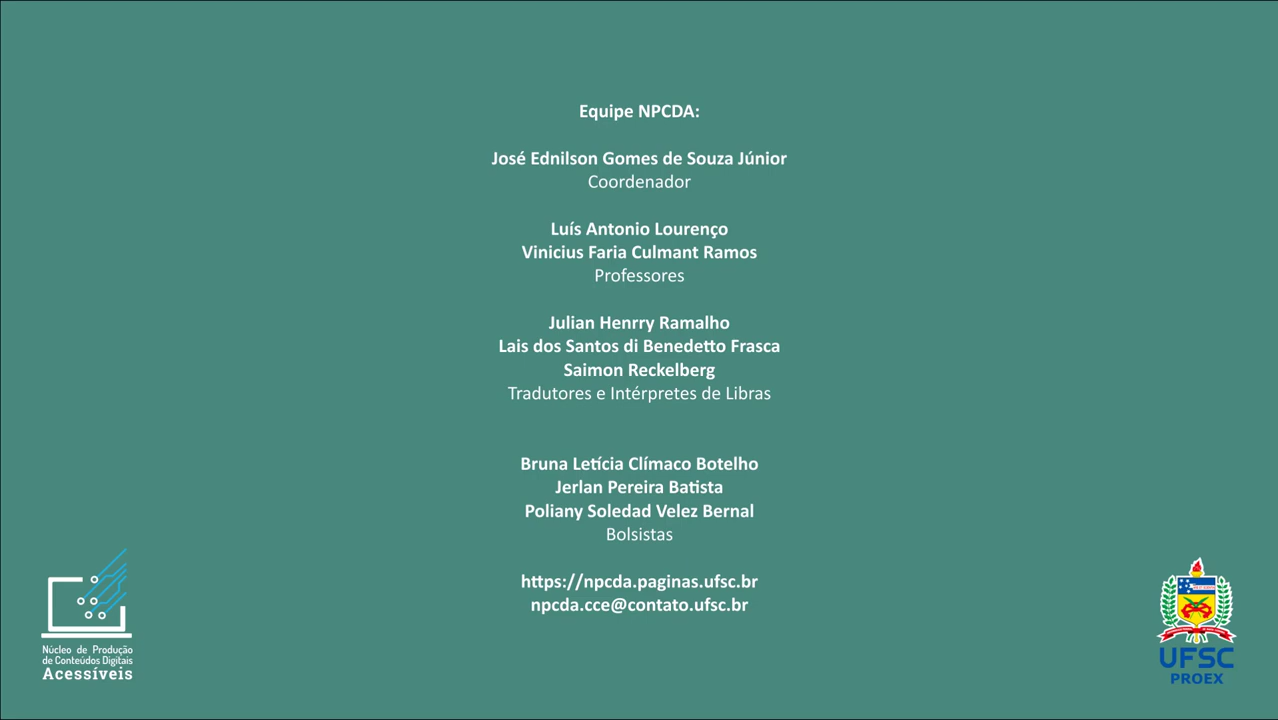 Equipe NPCDA:
José Ednilson Gomes de Souza Júnior
Coordenador
Luís Antonio Lourenço
Vinicius Faria Culmant Ramos
Professores
Julian Henrry Ramalho
Lais dos Santos di Benedetto Frasca
Saimon Reckelberg
Tradutores e Intérpretes de Libras
Bruna Letícia Clímaco Botelho
Jerlan Pereira Batista
Poliany Soledad Velez Bernal
Bolsistas
https://npcda.paginas.ufsc.br
npcda.cce@contato.ufsc.br
Núcleo de Produção
de Conteúdos Digitais
Acessíveis
UFSC
PROEX